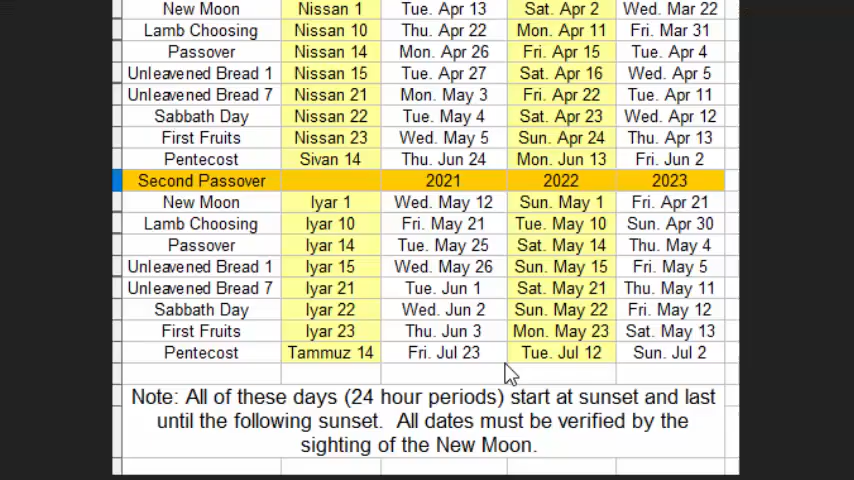 New Moon Nissan 1 Tue. Apr 13 Sat. Apr 2 Wed. Mar 22
Lamb Choosing Nissan 10 Thu. Apr 22 Mon. Apr 11 Fri. Mar 31
Passover Nissan 14 Mon. Apr 26 Fri. Apr 15 Tue. Apr 4
Unleavened Bread 1 Nissan 15 Tue. Apr 27 Sat. Apr 16 Wed. Apr 5
Unleavened Bread 7 Nissan 21 Mon. May 3 Fri. Apr 22 Tue. Apr 11
Sabbath Day Nissan 22 Tue. May 4 Sat. Apr 23 Wed. Apr 12
First Fruits Nissan 23 Wed. May 5 Sun. Apr 24 Thu. Apr 13
Pentecost Sivan 14 Thu. Jun 24 Mon. Jun 13 Fri. Jun 2
Second Passover 2021 2022 2023
New Moon Iyar 1 Wed. May 12 Sun. May 1 Fri. Apr 21
Lamb Choosing Iyar 10 Fri. May 21 Tue. May 10 Sun. Apr 30
Passover Iyar 14 Tue. May 25 Sat. May 14 Thu. May 4
Unleavened Bread 1 Iyar 15 Wed. May 26 Sun. May 15 Fri. May 5
Unleavened Bread 7 Iyar 21 Tue. Jun 1 Sat. May 21 Thu. May 11
Sabbath Day Iyar 22 Wed. Jun 2 Sun. May 22 Fri. May 12
First Fruits Iyar 23 Thu. Jun 3 Mon. May 23 Sat. May 13
Pentecost Tammuz 14 Fri. Jul 23 Tue. Jul 12 Sun. Jul 2
Note: All of these days (24 hour periods) start at sunset and last
until the following sunset. All dates must be verified by the
sighting of the New Moon.